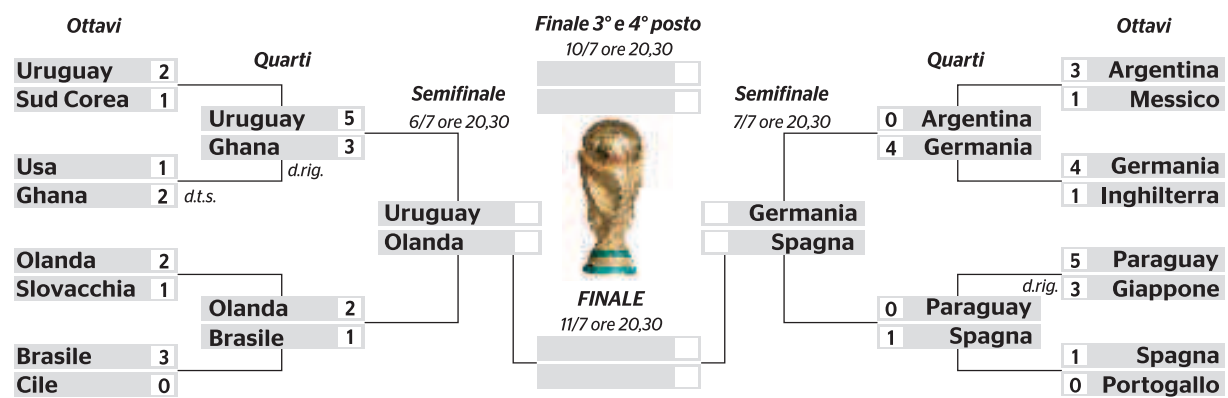 Ottavi
Uruguay 2
Sud Corea 1
Usa 1
Ghana 2 d.t.s.
Olanda 2
Slovacchia 1
Brasile 3
Cile 0
Quarti
Uruguay 5
Ghana 3
d.rig.
Olanda 2
Brasile 1
Semifinale
6/7 ore 20,30
Uruguay
Olanda
Finale 3° e 4° posto
10/7 ore 20,30
FINALE
11/7 ore 20,30
Semifinale
7/7 ore 20,30
Germania
Spagna
Quarti
0 Argentina
4 Germania
0 Paraguay
1 Spagna
Ottavi
3 Argentina
1 Messico
4 Germania
1 Inghilterra
5 Paraguay
d.rig. 3 Giappone
1 Spagna
0 Portogallo